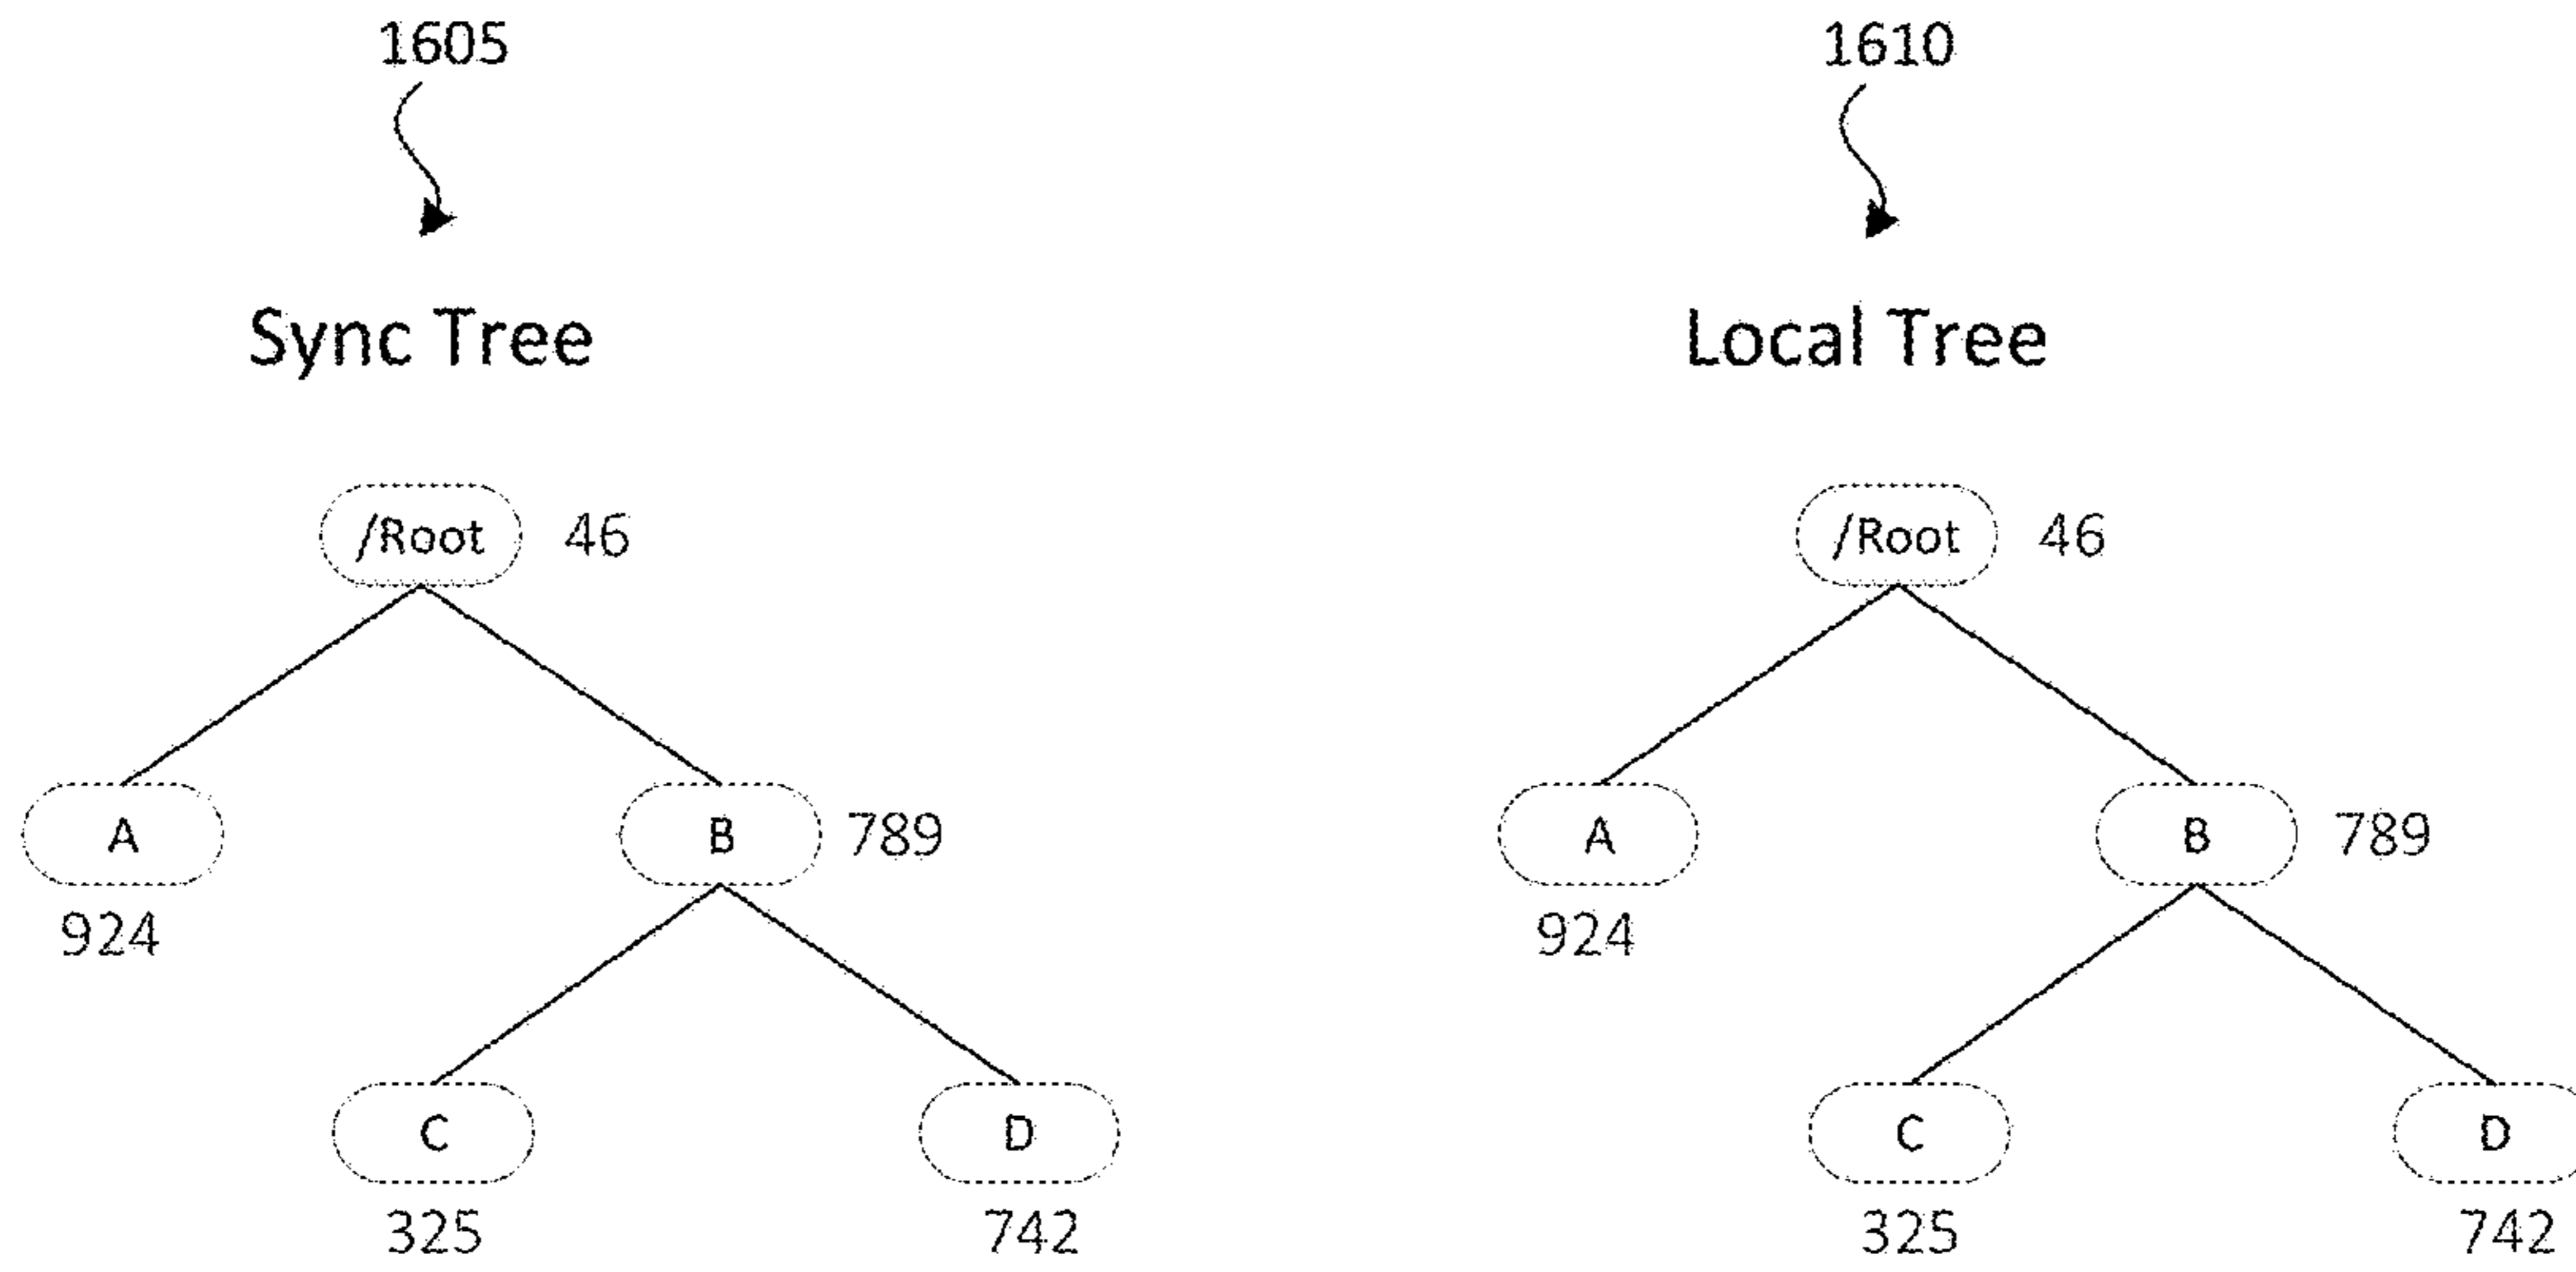 1605
1610
Sync Tree
Local Tree
/Root 46
/Root 46
A
B 789
A
B 789
924
924
C
D
C
D
325
742
325
742